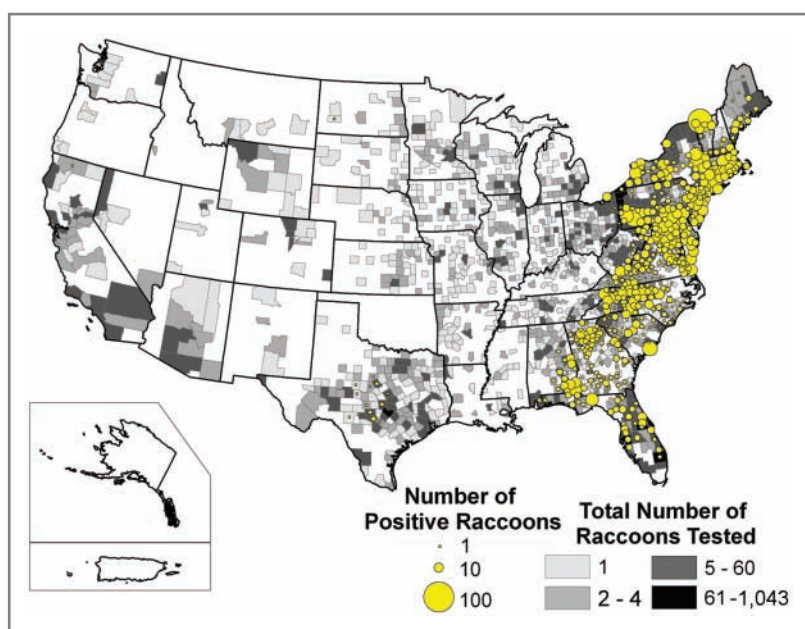 Number of
Positive Raccoons
1
10
100
Total Number of
Raccoons Tested
1
2 - 4
5 - 60
61 -1,043